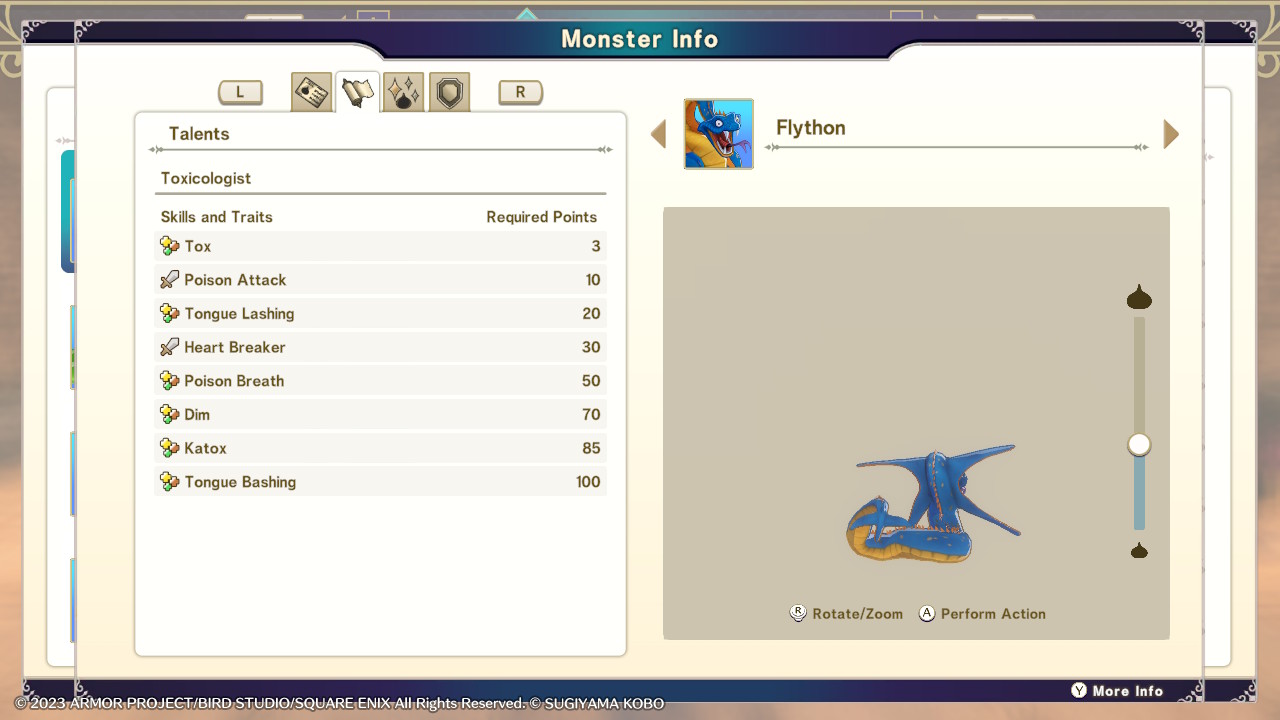 Monster Info
L
R
Talents
Toxicologist
Skills and Traits Required Points
Tox 3
Poison Attack 10
Tongue Lashing 20
Heart Breaker 30
Poison Breath 50
Dim 70
Katox 85
Tongue Bashing 100
Flython
R Rotate/Zoom A Perform Action
Y More Info
© 2023 ARMOR PROJECT/BIRD STUDIO/SQUARE ENIX All Rights Reserved. © SUGIYAMA KOBO